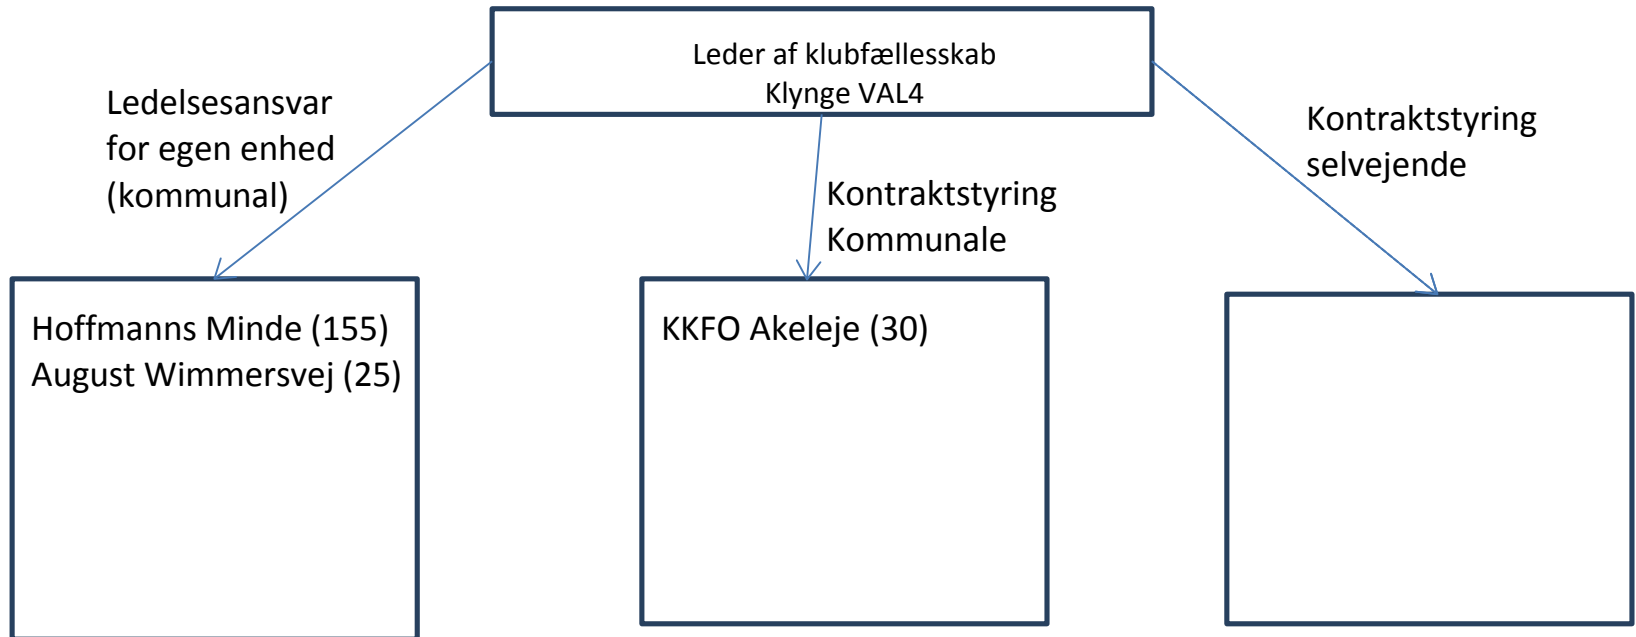 Leder af klubfællesskab
Klynge VAL4
Ledelsesansvar
for egen enhed
(kommunal)
Kontraktstyring
Kommunale
Kontraktstyring
selvejende
Hoffmanns Minde (155)
August Wimmersvej (25)
KKFO Akeleje (30)